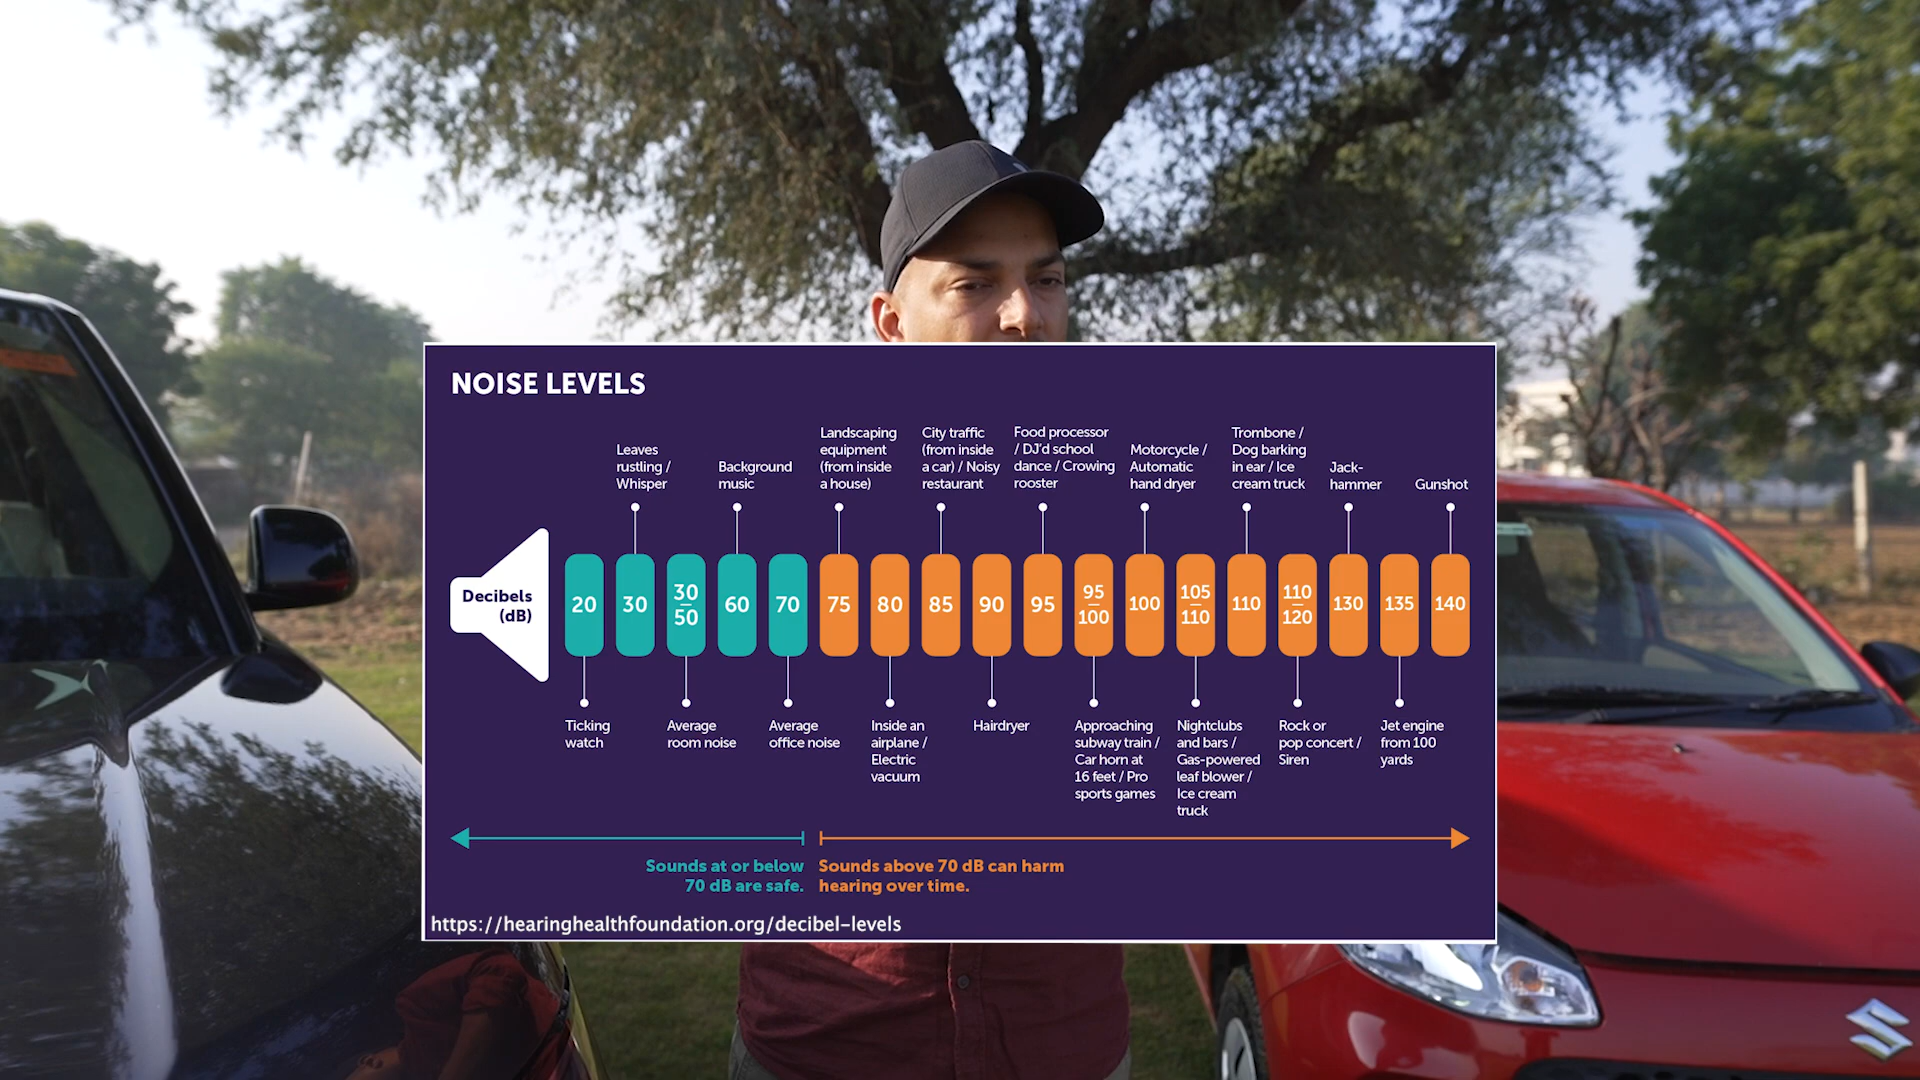 NOISE LEVELS
Leaves
rustling /
Whisper
Background
music
Landscaping
equipment
(from inside
a house)
City traffic
(from inside
a car) / Noisy
restaurant
Food processor
/ DJ'd school
dance / Crowing
rooster
Motorcycle /
Automatic
hand dryer
Trombone /
Dog barking
in ear / Ice
cream truck
Jack-
hammer
Gunshot
Decibels
(dB)
20
30
30
50
60
70
75
80
85
90
95
95
100
100
105
110
110
110
120
130
135
140
Ticking
watch
Average
room noise
Average
office noise
Inside an
airplane /
Electric
vacuum
Hairdryer
Approaching
subway train /
Car horn at
16 feet / Pro
sports games
Nightclubs
and bars /
Gas-powered
leaf blower /
Ice cream
truck
Rock or
pop concert /
Siren
Jet engine
from 100
yards
Sounds at or below
70 dB are safe.
Sounds above 70 dB can harm
hearing over time.
https://hearinghealthfoundation.org/decibel-levels